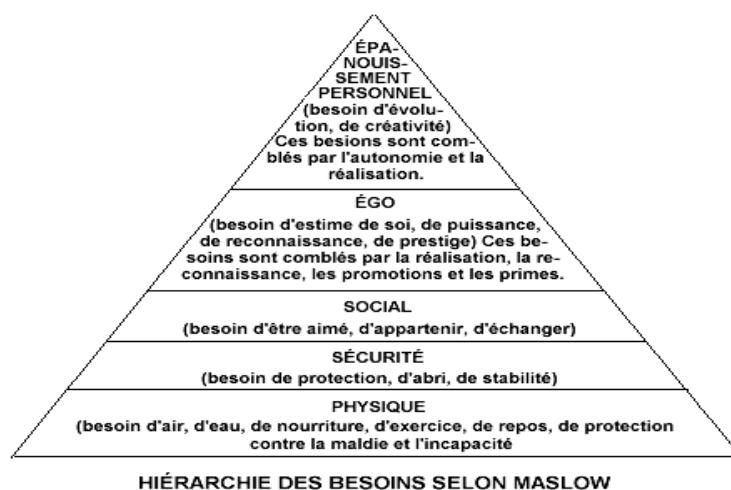 ÉPA-
NOUIS-
SEMENT
PERSONNEL
(besoin d'évolu-
tion, de créativité)
Ces besions sont com-
blés par l'autonomie et la
réalisation.
ÉGO
(besoin d'estime de soi, de puissance,
de reconnaissance, de prestige) Ces be-
soins sont comblés par la réalisation, la re-
connaissance, les promotions et les primes.
SOCIAL
(besoin d'être aimé, d'appartenir, d'échanger)
SÉCURITÉ
(besoin de protection, d'abri, de stabilité)
PHYSIQUE
(besoin d'air, d'eau, de nourriture, d'exercice, de repos, de protection
contre la maldie et l'incapacité
HIÉRARCHIE DES BESOINS SELON MASLOW